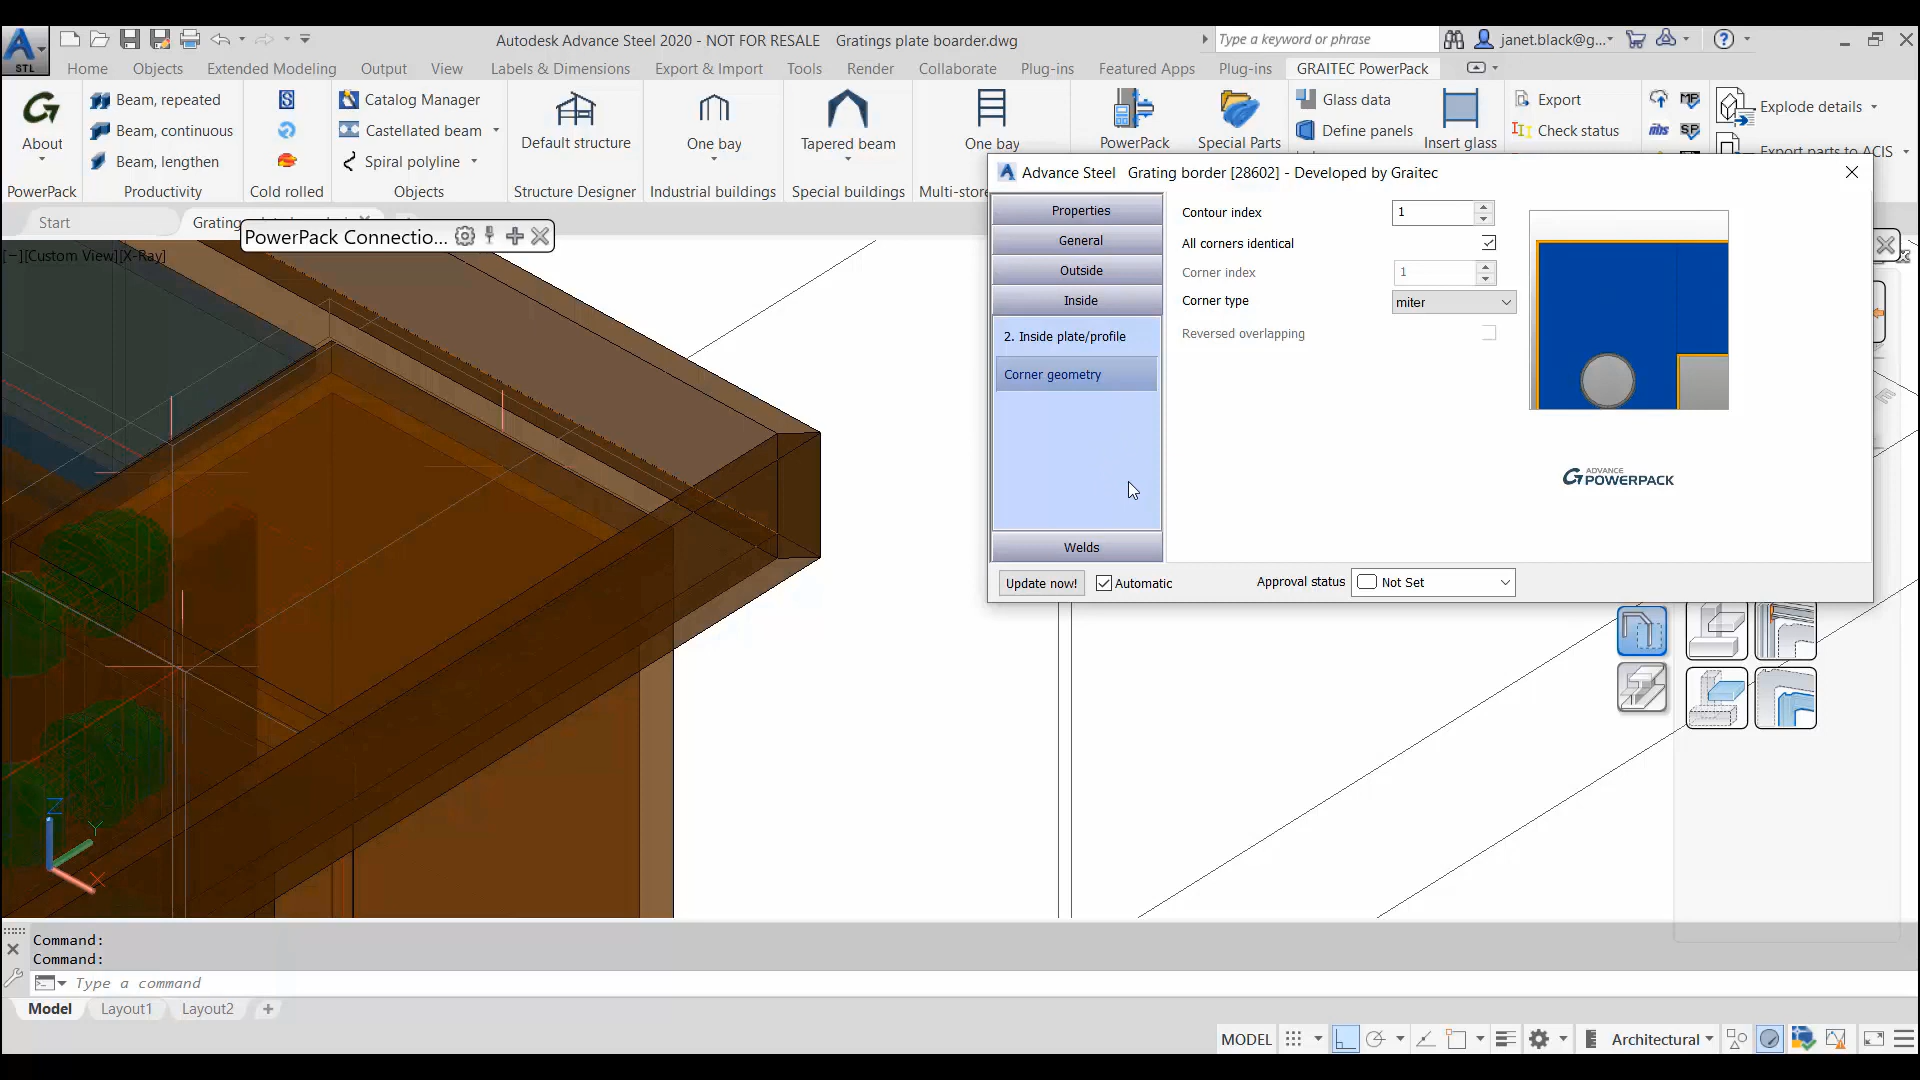 Autodesk Advance Steel 2020 - NOT FOR RESALE Gratings plate boarder.dwg
Type a keyword or phrase
janet.black@g...
STL
Home Objects Extended Modeling Output View Labels & Dimensions Export & Import Tools Render Collaborate Plug-ins Featured Apps Plug-ins GRAITEC PowerPack
About
Beam, repeated
Beam, continuous
Beam, lengthen
Catalog Manager
Castellated beam
Spiral polyline
Default structure
One bay
Tapered beam
One bay
PowerPack
Special Parts
Glass data
Define panels
Insert glass
Export
Check status
Explode details
Export parts to ACIS
PowerPack Productivity Cold rolled Objects Structure Designer Industrial buildings Special buildings
Start
PowerPack Connectio...
[−][Custom View][X-Ray]
Advance Steel Grating border [28602] - Developed by Graitec
Properties
General
Outside
Inside
2. Inside plate/profile
Corner geometry
Welds
Contour index 1
All corners identical
Corner index 1
Corner type miter
Reversed overlapping
ADVANCE
POWERPACK
Update now! Automatic Approval status Not Set
Z
Y
X
Command:
Command:
Type a command
Model Layout1 Layout2 +
MODEL Architectural